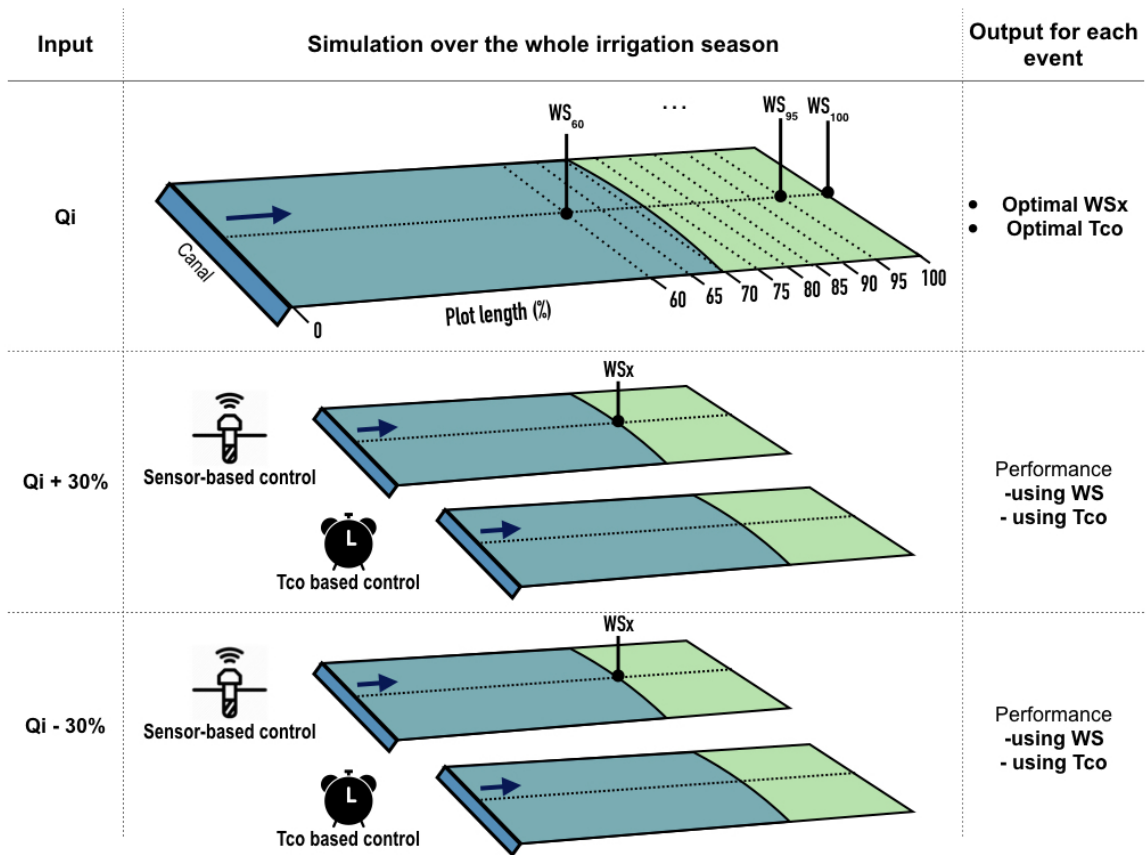 Input
Simulation over the whole irrigation season
Output for each
event
Qi
WS60
...
WS95
WS100
Canal
0
Plot length (%)
60
65
70
75
80
85
90
95
100
• Optimal WSx
• Optimal Tco
Qi + 30%
Sensor-based control
WSx
Tco based control
Performance
-using WS
- using Tco
Qi - 30%
Sensor-based control
WSx
Tco based control
Performance
-using WS
- using Tco